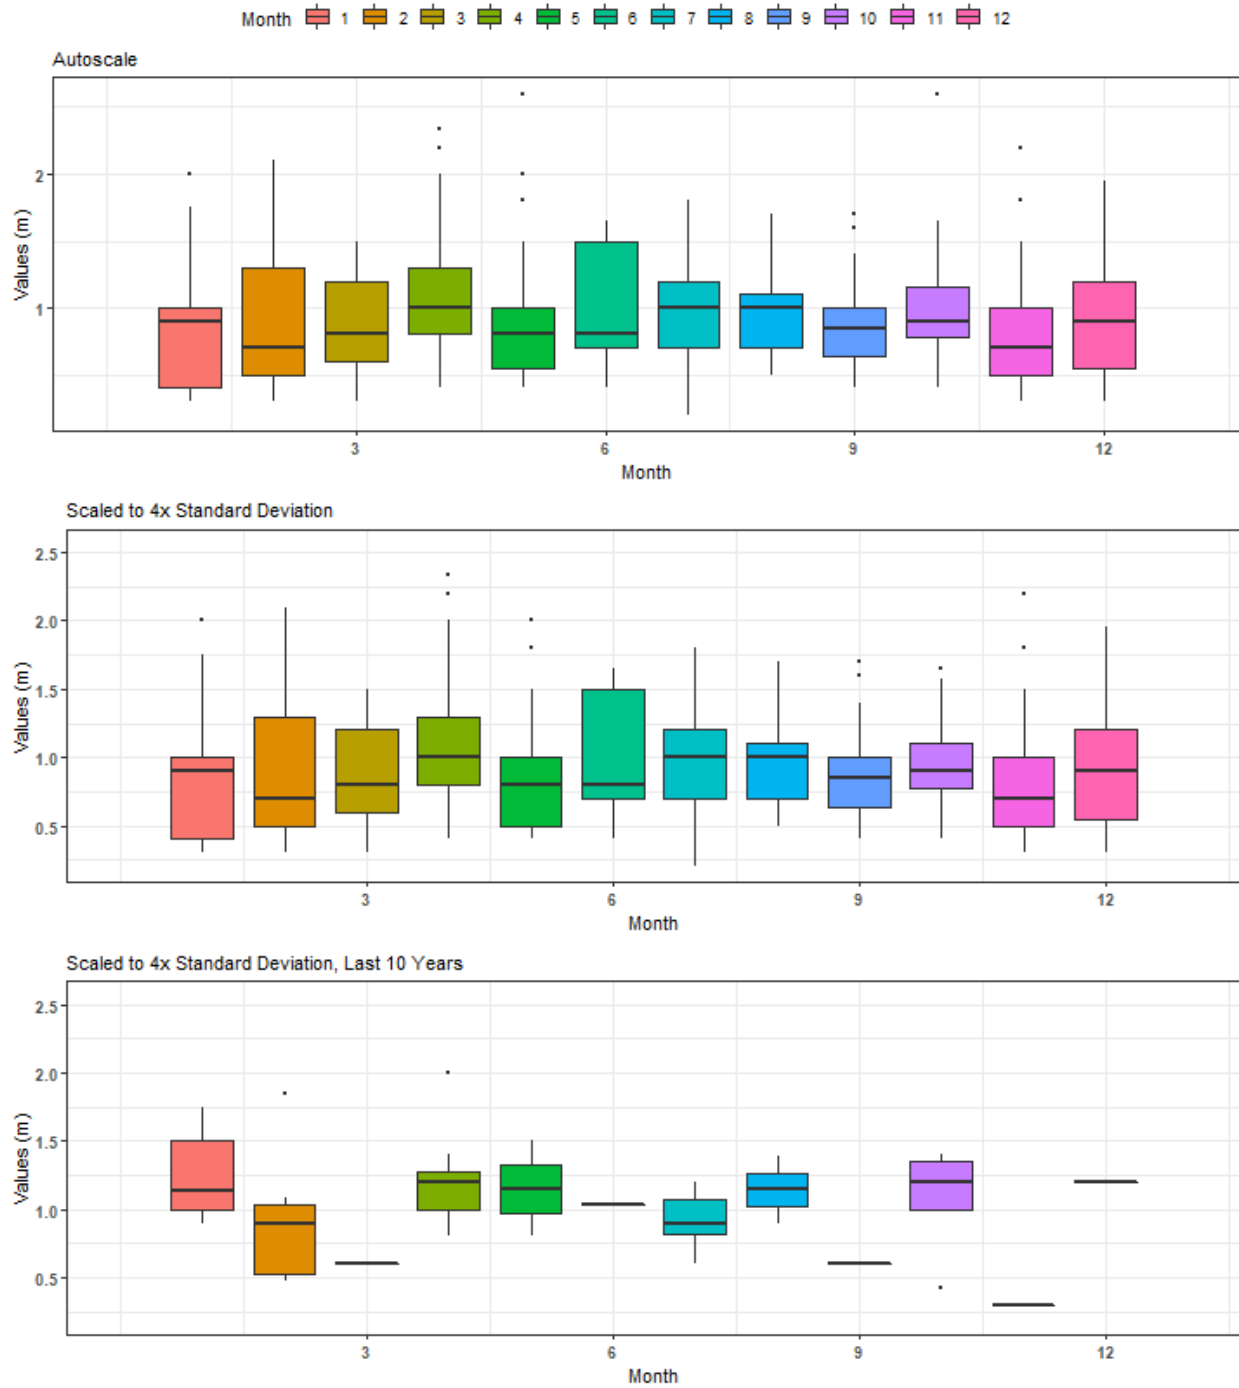 Month 1 2 3 4 5 6 7 8 9 10 11 12
Autoscale
Values (m)
2
1
3 6 9 12
Month
Scaled to 4x Standard Deviation
Values (m)
2.5
2.0
1.5
1.0
0.5
3 6 9 12
Month
Scaled to 4x Standard Deviation, Last 10 Years
Values (m)
2.5
2.0
1.5
1.0
0.5
3 6 9 12
Month